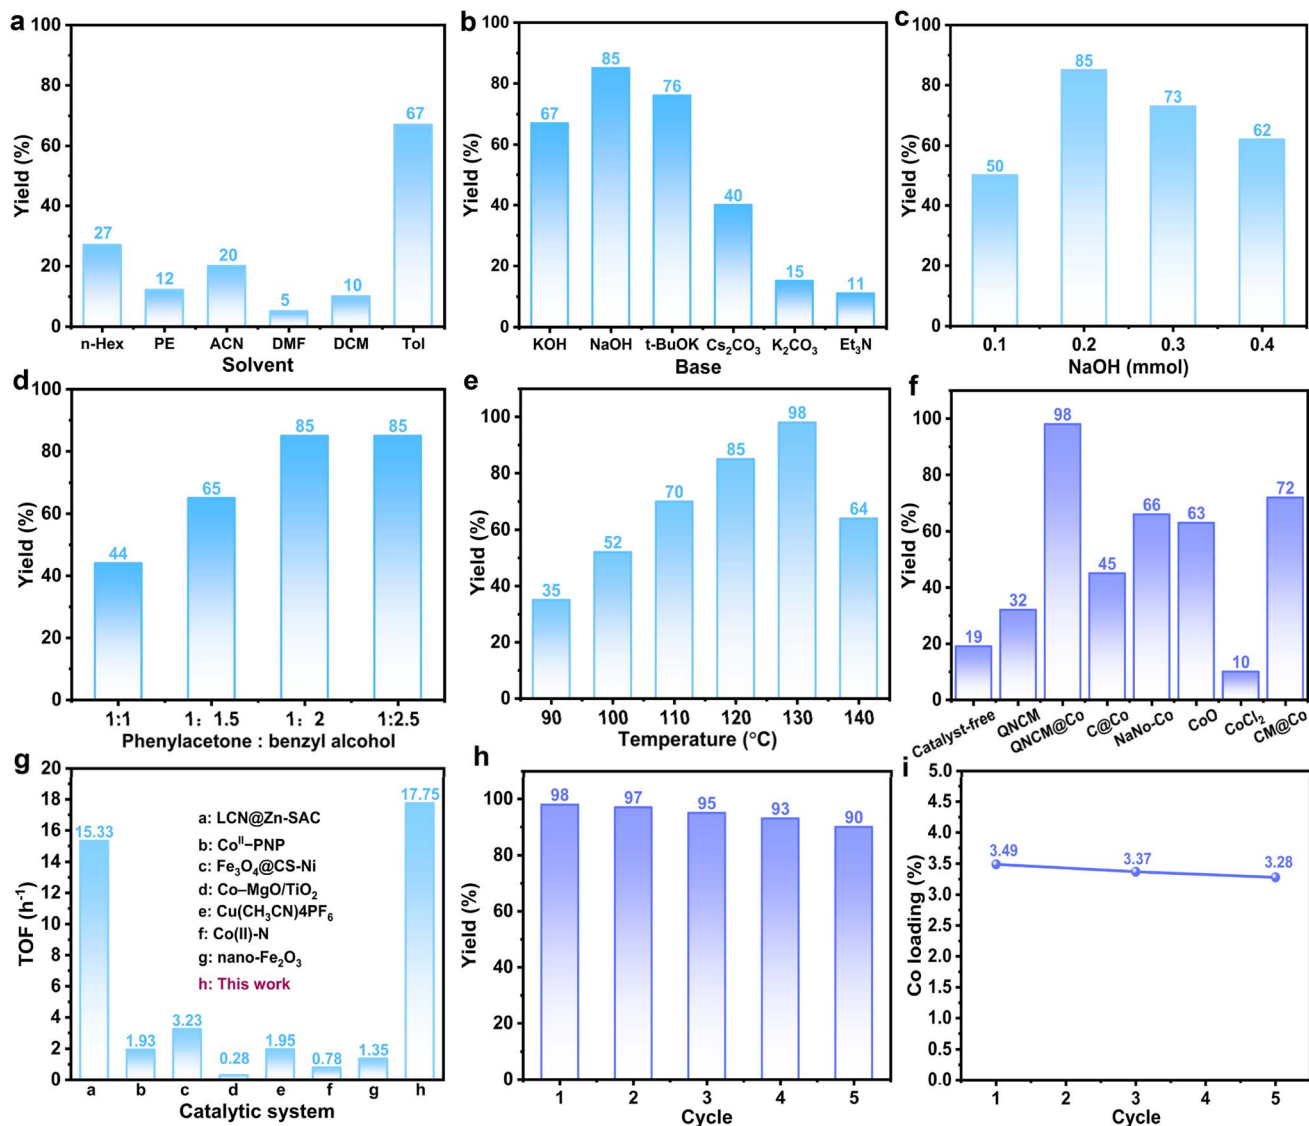 a
100
80
60
40
20
0
Yield (%)
27
12
20
5
10
67
n-Hex PE ACN DMF DCM Tol
Solvent
b
100
80
60
40
20
0
Yield (%)
67
85
76
40
15
11
KOH NaOH t-BuOK Cs₂CO₃ K₂CO₃ Et₃N
Base
c
100
80
60
40
20
0
Yield (%)
50
85
73
62
0.1 0.2 0.3 0.4
NaOH (mmol)
d
100
80
60
40
20
0
Yield (%)
44
65
85
85
1:1 1: 1.5 1: 2 1:2.5
Phenylacetone : benzyl alcohol
e
100
80
60
40
20
0
Yield (%)
35
52
70
85
98
64
90 100 110 120 130 140
Temperature (°C)
f
100
80
60
40
20
0
Yield (%)
19
32
98
45
66
63
10
72
Catalyst-free QNCM QNCM@Co C@Co NaNo-Co CoO CoCl₂ CM@Co
g
20
18
16
14
12
10
8
6
4
2
0
TOF (h⁻¹)
15.33
1.93
3.23
0.28
1.95
0.78
1.35
17.75
a: LCN@Zn-SAC
b: Coᴵᴵ–PNP
c: Fe₃O₄@CS-Ni
d: Co–MgO/TiO₂
e: Cu(CH₃CN)4PF₆
f: Co(II)-N
g: nano-Fe₂O₃
h: This work
a b c d e f g h
Catalytic system
h
100
80
60
40
20
0
Yield (%)
98
97
95
93
90
1 2 3 4 5
Cycle
i
5.0
4.5
4.0
3.5
3.0
2.5
2.0
1.5
1.0
0.5
0.0
Co loading (%)
3.49
3.37
3.28
1 2 3 4 5
Cycle